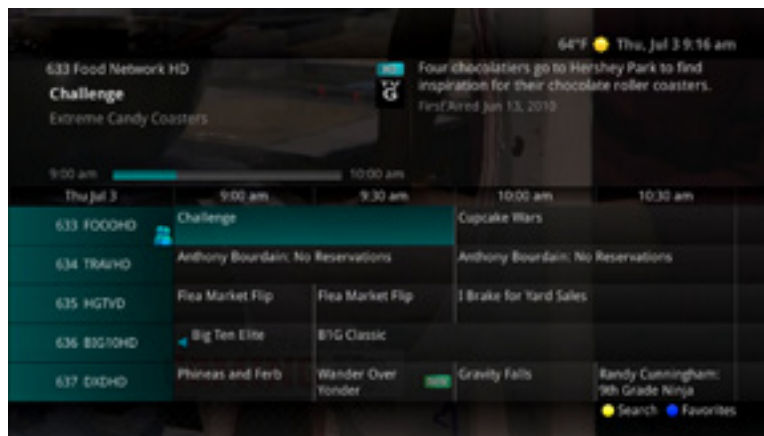 64°F Thu, Jul 3 9:16 am
633 Food Network HD
HD
Challenge
TV G
Extreme Candy Coasters
Four chocolatiers go to Hershey Park to find
inspiration for their chocolate roller coasters.
First Aired Jun 13, 2010
9:00 am 10:00 am
Thu Jul 3 9:00 am 9:30 am 10:00 am 10:30 am
633 FOODHD Challenge Cupcake Wars
634 TRAVHD Anthony Bourdain: No Reservations Anthony Bourdain: No Reservations
635 HGTVD Flea Market Flip Flea Market Flip I Brake for Yard Sales
636 BIG10HD Big Ten Elite B1G Classic
637 DXDHD Phineas and Ferb Wander Over Yonder NEW Gravity Falls Randy Cunningham:
9th Grade Ninja
Search Favorites